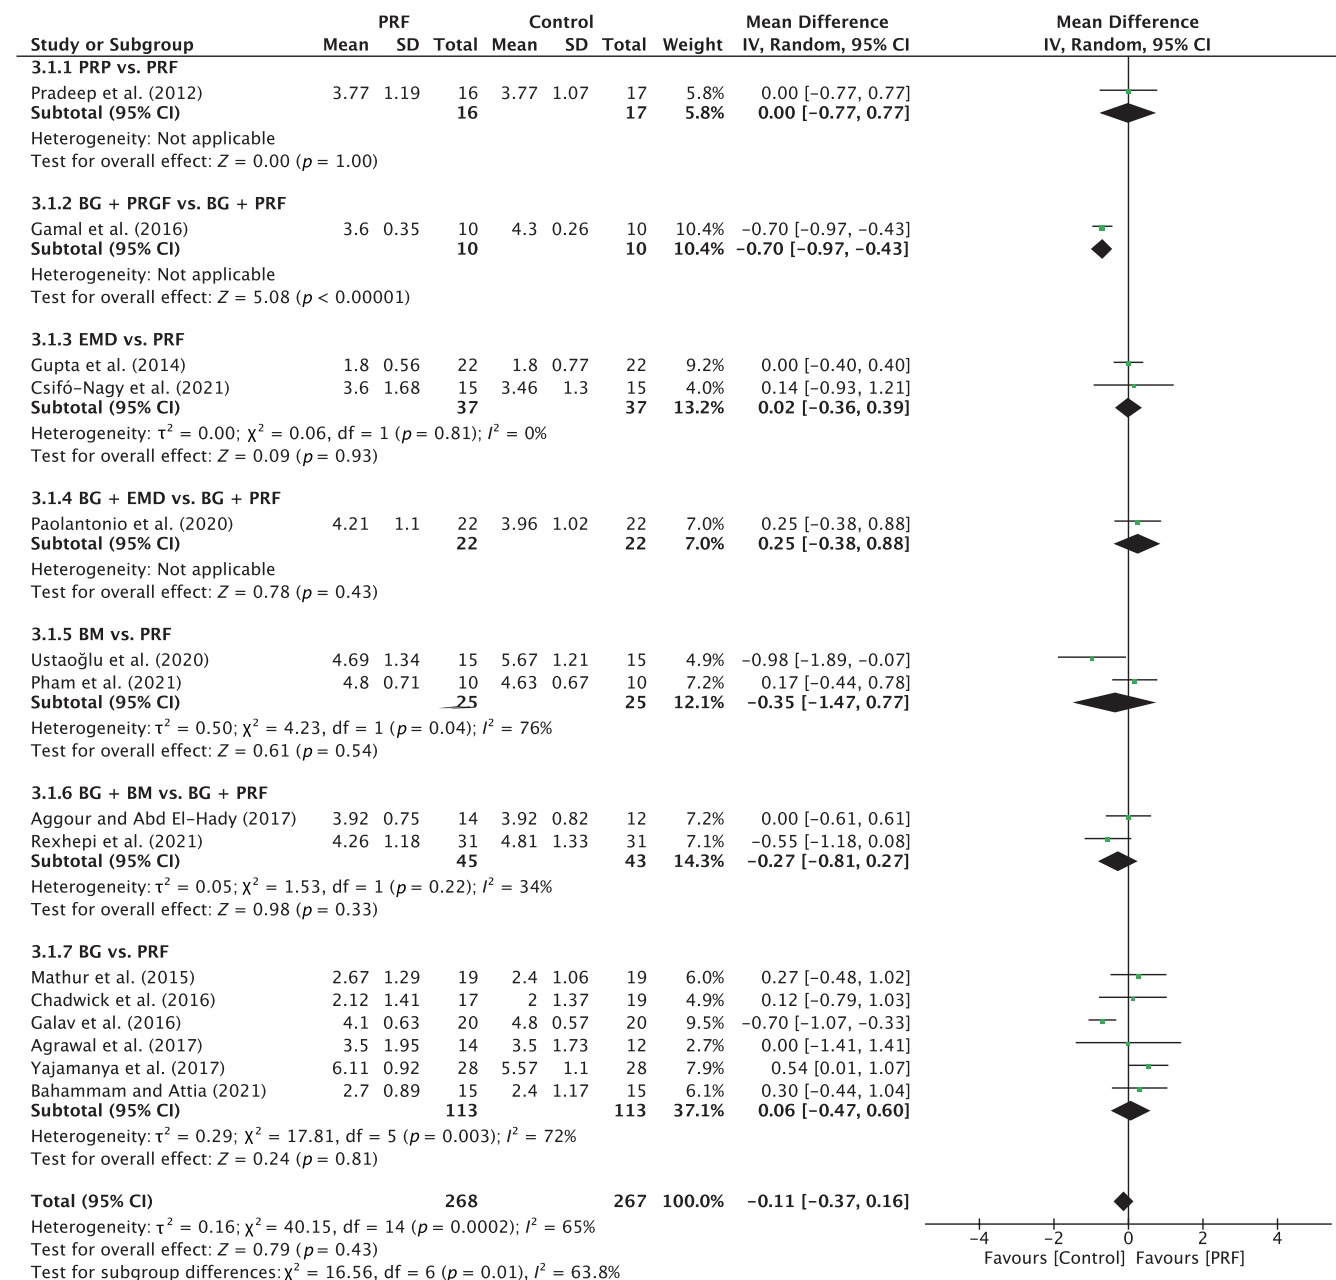 PRF Control Mean Difference Mean Difference
Study or Subgroup Mean SD Total Mean SD Total Weight IV, Random, 95% CI IV, Random, 95% CI
3.1.1 PRP vs. PRF
Pradeep et al. (2012) 3.77 1.19 16 3.77 1.07 17 5.8% 0.00 [−0.77, 0.77]
Subtotal (95% CI) 16 17 5.8% 0.00 [−0.77, 0.77]
Heterogeneity: Not applicable
Test for overall effect: Z = 0.00 (p = 1.00)
3.1.2 BG + PRGF vs. BG + PRF
Gamal et al. (2016) 3.6 0.35 10 4.3 0.26 10 10.4% −0.70 [−0.97, −0.43]
Subtotal (95% CI) 10 10 10.4% −0.70 [−0.97, −0.43]
Heterogeneity: Not applicable
Test for overall effect: Z = 5.08 (p < 0.00001)
3.1.3 EMD vs. PRF
Gupta et al. (2014) 1.8 0.56 22 1.8 0.77 22 9.2% 0.00 [−0.40, 0.40]
Csifó–Nagy et al. (2021) 3.6 1.68 15 3.46 1.3 15 4.0% 0.14 [−0.93, 1.21]
Subtotal (95% CI) 37 37 13.2% 0.02 [−0.36, 0.39]
Heterogeneity: τ² = 0.00; χ² = 0.06, df = 1 (p = 0.81); I² = 0%
Test for overall effect: Z = 0.09 (p = 0.93)
3.1.4 BG + EMD vs. BG + PRF
Paolantonio et al. (2020) 4.21 1.1 22 3.96 1.02 22 7.0% 0.25 [−0.38, 0.88]
Subtotal (95% CI) 22 22 7.0% 0.25 [−0.38, 0.88]
Heterogeneity: Not applicable
Test for overall effect: Z = 0.78 (p = 0.43)
3.1.5 BM vs. PRF
Ustaoğlu et al. (2020) 4.69 1.34 15 5.67 1.21 15 4.9% −0.98 [−1.89, −0.07]
Pham et al. (2021) 4.8 0.71 10 4.63 0.67 10 7.2% 0.17 [−0.44, 0.78]
Subtotal (95% CI) 25 25 12.1% −0.35 [−1.47, 0.77]
Heterogeneity: τ² = 0.50; χ² = 4.23, df = 1 (p = 0.04); I² = 76%
Test for overall effect: Z = 0.61 (p = 0.54)
3.1.6 BG + BM vs. BG + PRF
Aggour and Abd El–Hady (2017) 3.92 0.75 14 3.92 0.82 12 7.2% 0.00 [−0.61, 0.61]
Rexhepi et al. (2021) 4.26 1.18 31 4.81 1.33 31 7.1% −0.55 [−1.18, 0.08]
Subtotal (95% CI) 45 43 14.3% −0.27 [−0.81, 0.27]
Heterogeneity: τ² = 0.05; χ² = 1.53, df = 1 (p = 0.22); I² = 34%
Test for overall effect: Z = 0.98 (p = 0.33)
3.1.7 BG vs. PRF
Mathur et al. (2015) 2.67 1.29 19 2.4 1.06 19 6.0% 0.27 [−0.48, 1.02]
Chadwick et al. (2016) 2.12 1.41 17 2 1.37 19 4.9% 0.12 [−0.79, 1.03]
Galav et al. (2016) 4.1 0.63 20 4.8 0.57 20 9.5% −0.70 [−1.07, −0.33]
Agrawal et al. (2017) 3.5 1.95 14 3.5 1.73 12 2.7% 0.00 [−1.41, 1.41]
Yajamanya et al. (2017) 6.11 0.92 28 5.57 1.1 28 7.9% 0.54 [0.01, 1.07]
Bahammam and Attia (2021) 2.7 0.89 15 2.4 1.17 15 6.1% 0.30 [−0.44, 1.04]
Subtotal (95% CI) 113 113 37.1% 0.06 [−0.47, 0.60]
Heterogeneity: τ² = 0.29; χ² = 17.81, df = 5 (p = 0.003); I² = 72%
Test for overall effect: Z = 0.24 (p = 0.81)
Total (95% CI) 268 267 100.0% −0.11 [−0.37, 0.16]
Heterogeneity: τ² = 0.16; χ² = 40.15, df = 14 (p = 0.0002); I² = 65%
Test for overall effect: Z = 0.79 (p = 0.43)
Test for subgroup differences: χ² = 16.56, df = 6 (p = 0.01), I² = 63.8%
−4 −2 0 2 4
Favours [Control] Favours [PRF]